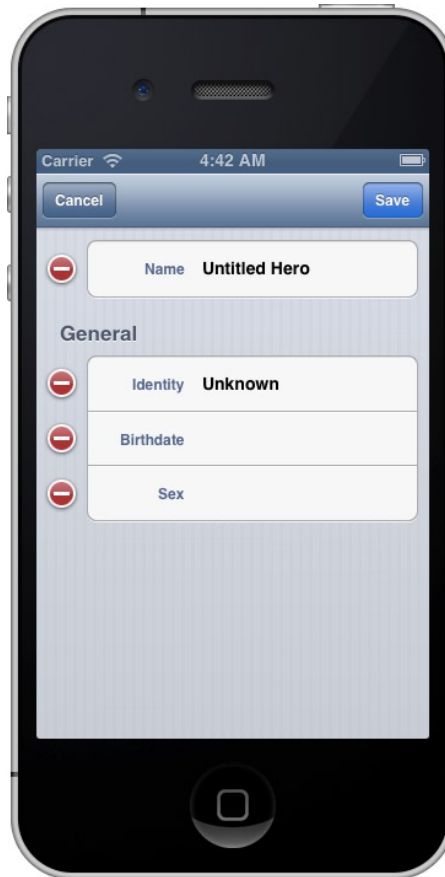 Carrier 4:42 AM
Cancel Save
Name Untitled Hero
General
Identity Unknown
Birthdate
Sex